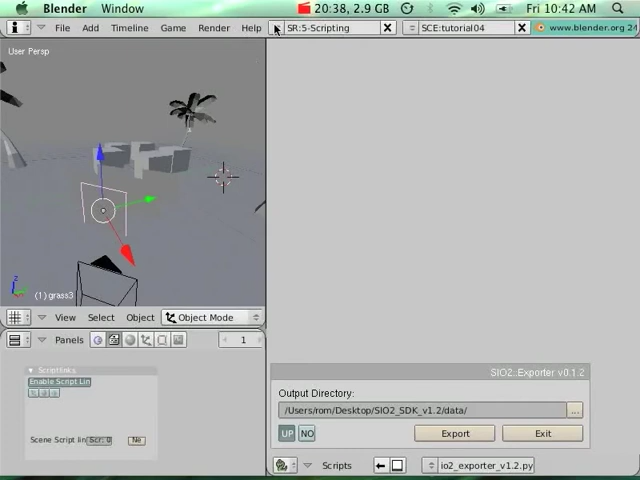 Blender Window 20:38, 2.9 GB Fri 10:42 AM
File Add Timeline Game Render Help SR:5-Scripting SCE:tutorial04 www.blender.org 24
User Persp
z
(1) grass3
View Select Object Object Mode
Panels 1
Scriptlinks
Enable Script Lin
Scene Script lin Scr: 0 Ne
SIO2::Exporter v0.1.2
Output Directory:
/Users/rom/Desktop/SIO2_SDK_v1.2/data/ ...
UP NO Export Exit
Scripts io2_exporter_v1.2.py